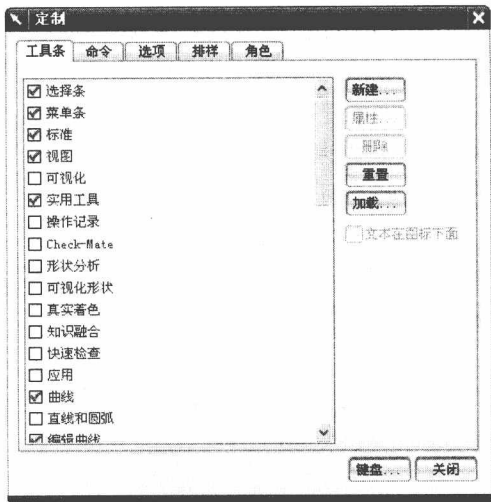 定制
工具条 命令 选项 排样 角色
选择条
菜单条
标准
视图
可视化
实用工具
操作记录
Check-Mate
形状分析
可视化形状
真实着色
知识融合
快速检查
应用
曲线
直线和圆弧
编辑曲线
新建...
属性...
删除
重置
加载...
文本在图标下面
键盘...
关闭